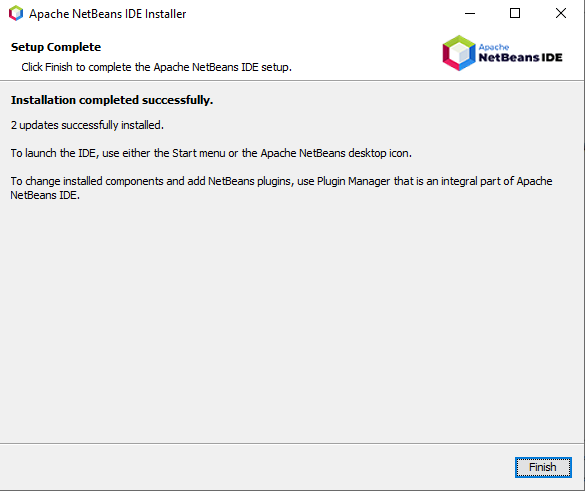 Apache NetBeans IDE Installer
Setup Complete
Click Finish to complete the Apache NetBeans IDE setup.
Apache
NetBeans IDE
Installation completed successfully.
2 updates successfully installed.
To launch the IDE, use either the Start menu or the Apache NetBeans desktop icon.
To change installed components and add NetBeans plugins, use Plugin Manager that is an integral part of Apache
NetBeans IDE.
Finish